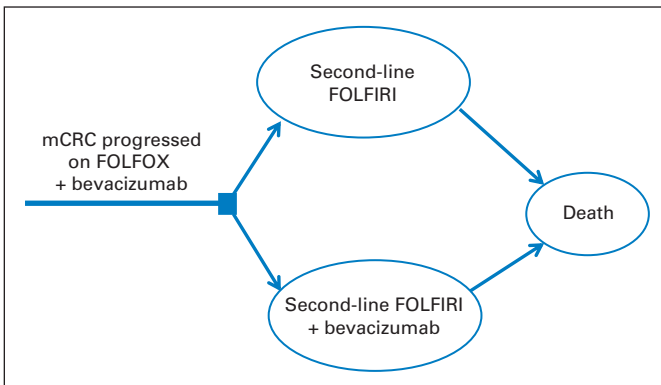 Second-line
FOLFIRI
mCRC progressed
on FOLFOX
+ bevacizumab
Death
Second-line FOLFIRI
+ bevacizumab